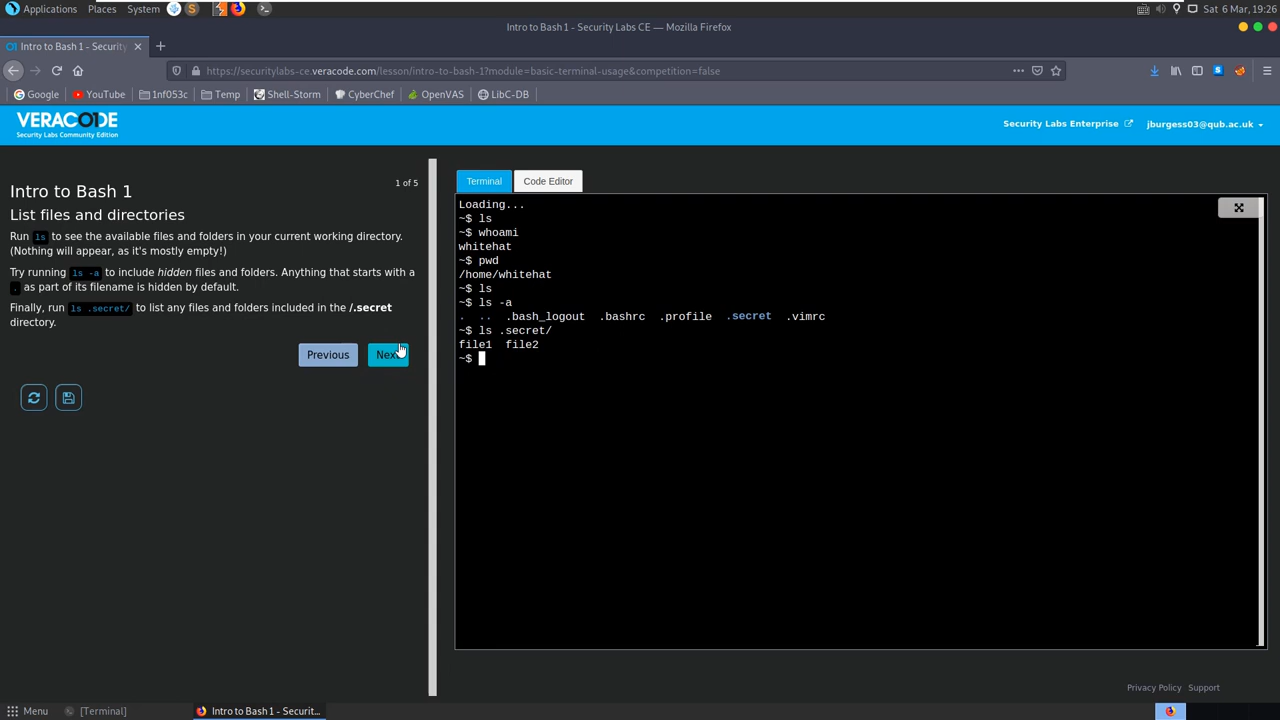 Applications Places System Sat 6 Mar, 19:26
Intro to Bash 1 - Security Labs CE — Mozilla Firefox
Intro to Bash 1 - Security
https://securitylabs-ce.veracode.com/lesson/intro-to-bash-1?module=basic-terminal-usage&competition=false
Google YouTube 1nf053c Temp Shell-Storm CyberChef OpenVAS LibC-DB
VERACODE
Security Labs Community Edition
Security Labs Enterprise jburgess03@qub.ac.uk
1 of 5
Intro to Bash 1
List files and directories
Run ls to see the available files and folders in your current working directory.
(Nothing will appear, as it's mostly empty!)
Try running ls -a to include hidden files and folders. Anything that starts with a
. as part of its filename is hidden by default.
Finally, run ls .secret/ to list any files and folders included in the /.secret
directory.
Previous Next
Terminal Code Editor
Loading...
~$ ls
~$ whoami
whitehat
~$ pwd
/home/whitehat
~$ ls
~$ ls -a
. .. .bash_logout .bashrc .profile .secret .vimrc
~$ ls .secret/
file1 file2
~$
Privacy Policy Support
Menu [Terminal] Intro to Bash 1 - Securit...